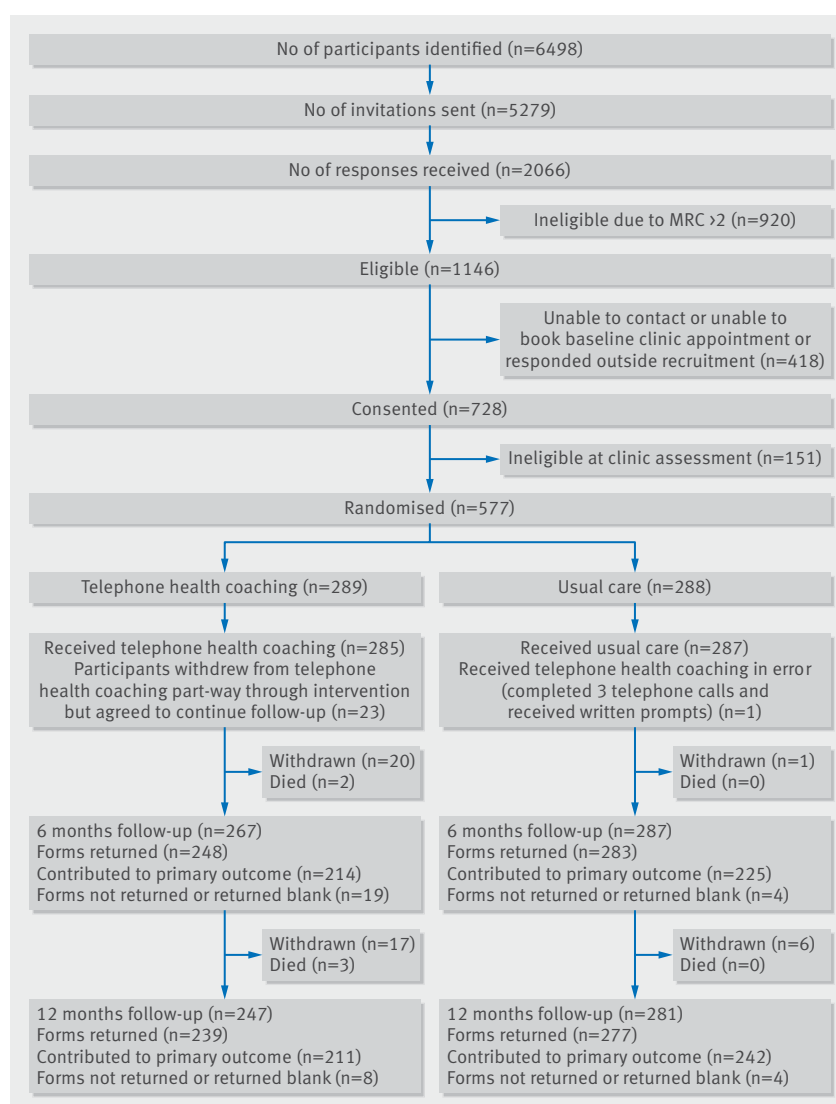 No of participants identified (n=6498)
No of invitations sent (n=5279)
No of responses received (n=2066)
Ineligible due to MRC >2 (n=920)
Eligible (n=1146)
Unable to contact or unable to
book baseline clinic appointment or
responded outside recruitment (n=418)
Consented (n=728)
Ineligible at clinic assessment (n=151)
Randomised (n=577)
Telephone health coaching (n=289)
Received telephone health coaching (n=285)
Participants withdrew from telephone
health coaching part-way through intervention
but agreed to continue follow-up (n=23)
Withdrawn (n=20)
Died (n=2)
6 months follow-up (n=267)
Forms returned (n=248)
Contributed to primary outcome (n=214)
Forms not returned or returned blank (n=19)
Withdrawn (n=17)
Died (n=3)
12 months follow-up (n=247)
Forms returned (n=239)
Contributed to primary outcome (n=211)
Forms not returned or returned blank (n=8)
Usual care (n=288)
Received usual care (n=287)
Received telephone health coaching in error
(completed 3 telephone calls and
received written prompts) (n=1)
Withdrawn (n=1)
Died (n=0)
6 months follow-up (n=287)
Forms returned (n=283)
Contributed to primary outcome (n=225)
Forms not returned or returned blank (n=4)
Withdrawn (n=6)
Died (n=0)
12 months follow-up (n=281)
Forms returned (n=277)
Contributed to primary outcome (n=242)
Forms not returned or returned blank (n=4)